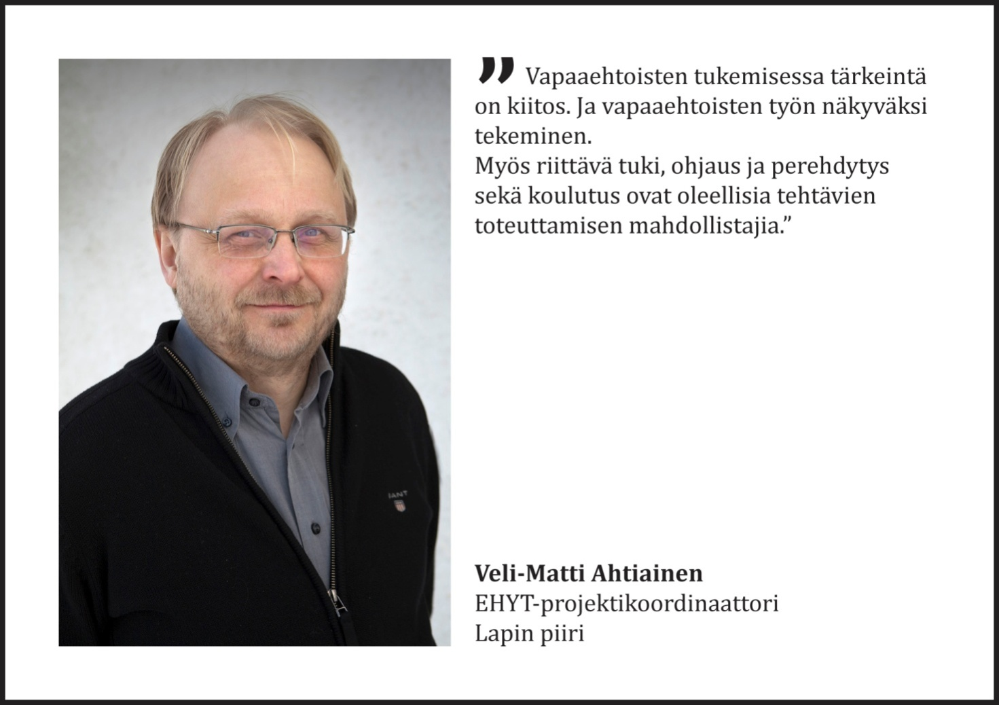 ” Vapaaehtoisten tukemisessa tärkeintä
on kiitos. Ja vapaaehtoisten työn näkyväksi
tekeminen.
Myös riittävä tuki, ohjaus ja perehdytys
sekä koulutus ovat oleellisia tehtävien
toteuttamisen mahdollistajia.”
Veli-Matti Ahtiainen
EHYT-projektikoordinaattori
Lapin piiri